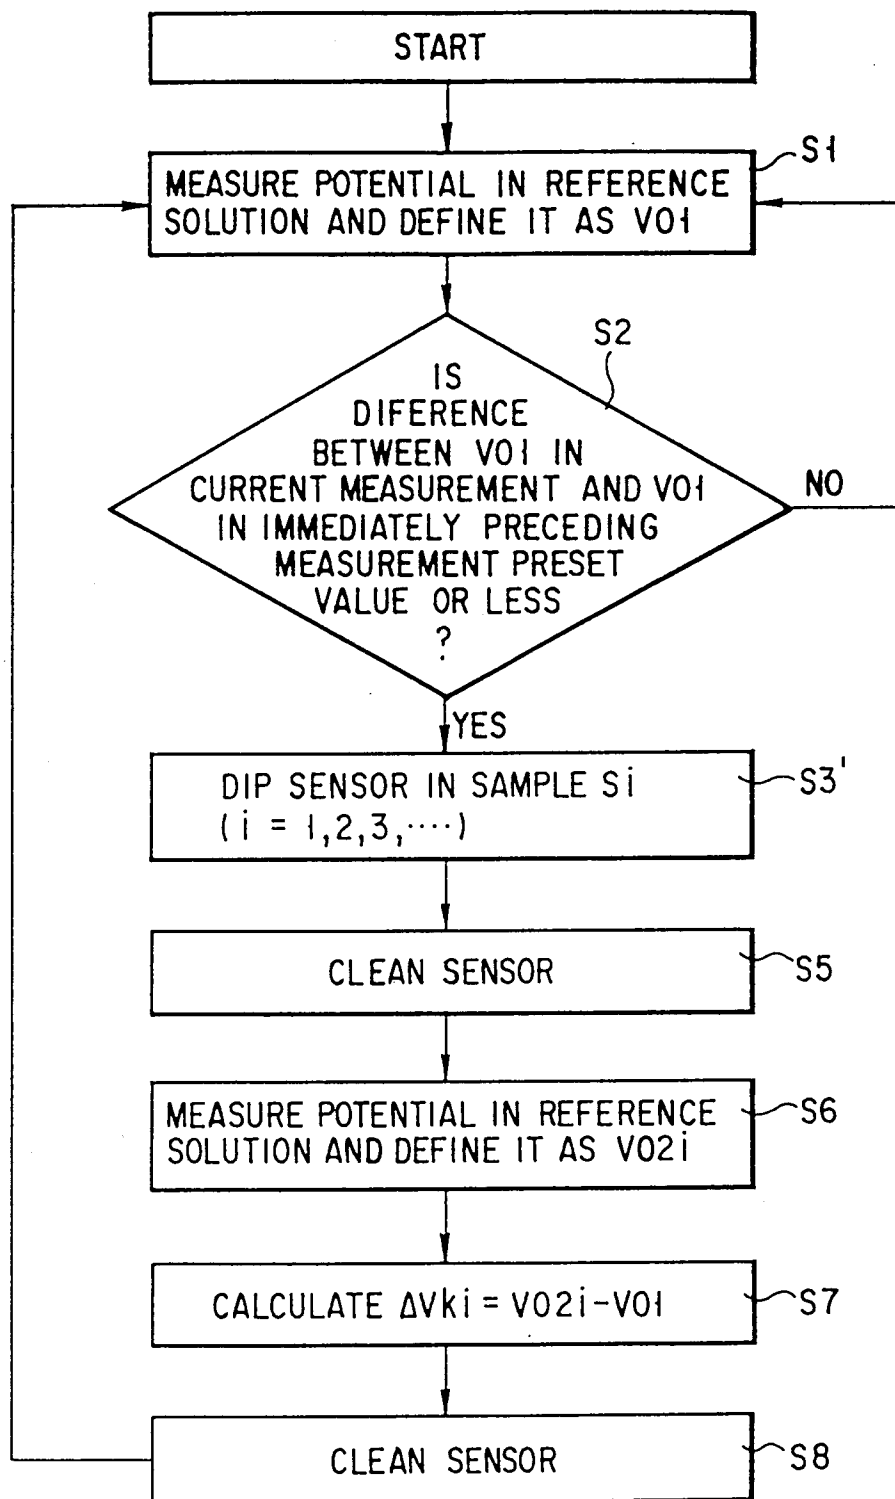 START
S1
MEASURE POTENTIAL IN REFERENCE
SOLUTION AND DEFINE IT AS V01
S2
IS
DIFERENCE
BETWEEN V01 IN
CURRENT MEASUREMENT AND V01
IN IMMEDIATELY PRECEDING
MEASUREMENT PRESET
VALUE OR LESS
?
NO
YES
DIP SENSOR IN SAMPLE Si
(i = 1,2,3,····)
S3'
CLEAN SENSOR
S5
MEASURE POTENTIAL IN REFERENCE
SOLUTION AND DEFINE IT AS V02i
S6
CALCULATE ΔVki = V02i-V01
S7
CLEAN SENSOR
S8